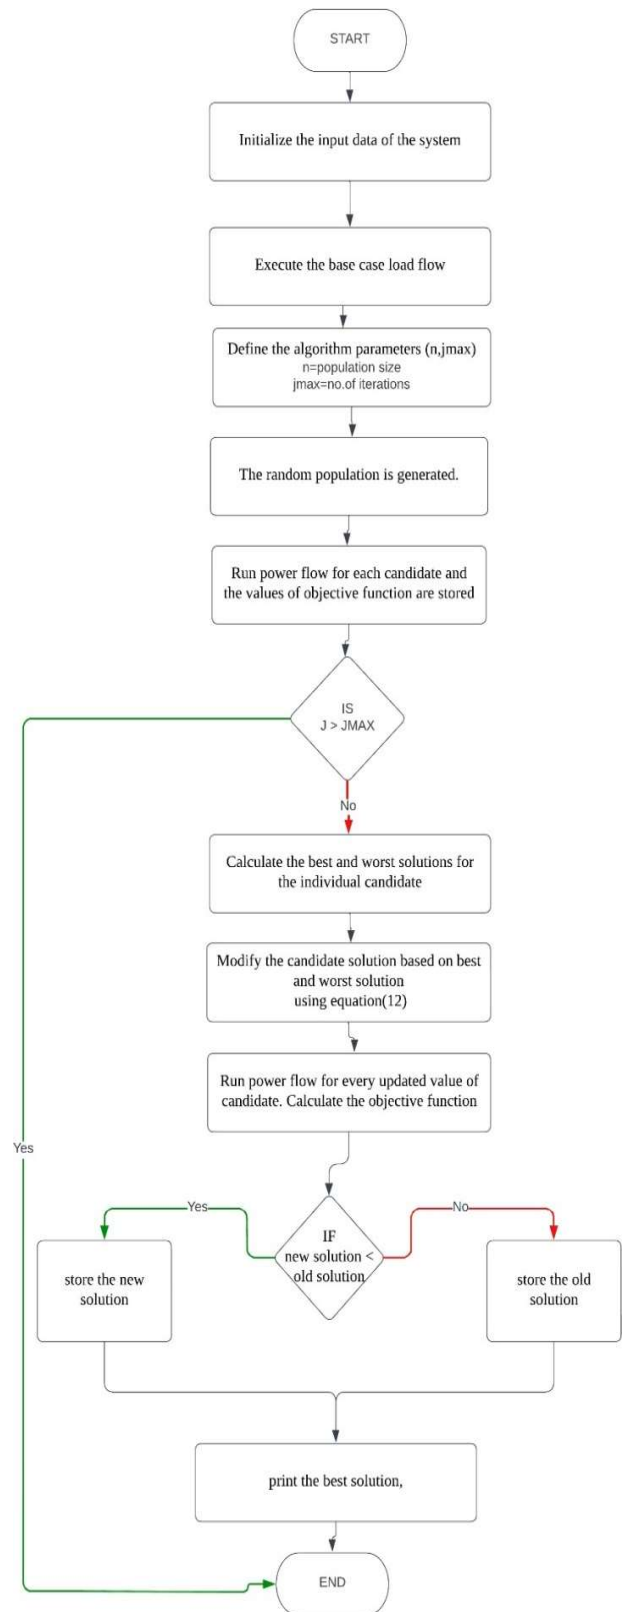 START
Initialize the input data of the system
Execute the base case load flow
Define the algorithm parameters (n,jmax)
n=population size
jmax=no.of iterations
The random population is generated.
Run power flow for each candidate and
the values of objective function are stored
IS
J > JMAX
No
Calculate the best and worst solutions for
the individual candidate
Modify the candidate solution based on best
and worst solution
using equation(12)
Run power flow for every updated value of
candidate. Calculate the objective function
Yes
Yes
No
IF
new solution <
old solution
store the new
solution
store the old
solution
print the best solution,
END